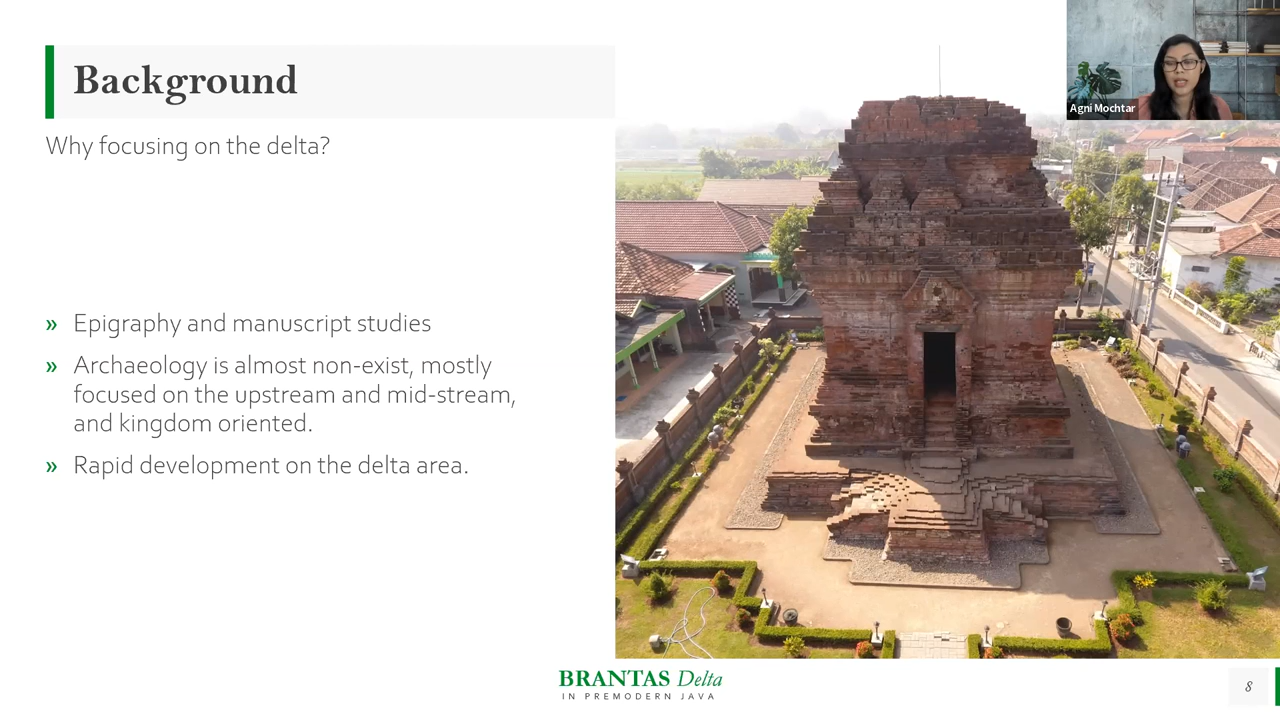 Background
Why focusing on the delta?
» Epigraphy and manuscript studies
» Archaeology is almost non-exist, mostly
focused on the upstream and mid-stream,
and kingdom oriented.
» Rapid development on the delta area.
Agni Mochtar
BRANTAS Delta
IN PREMODERN JAVA
8